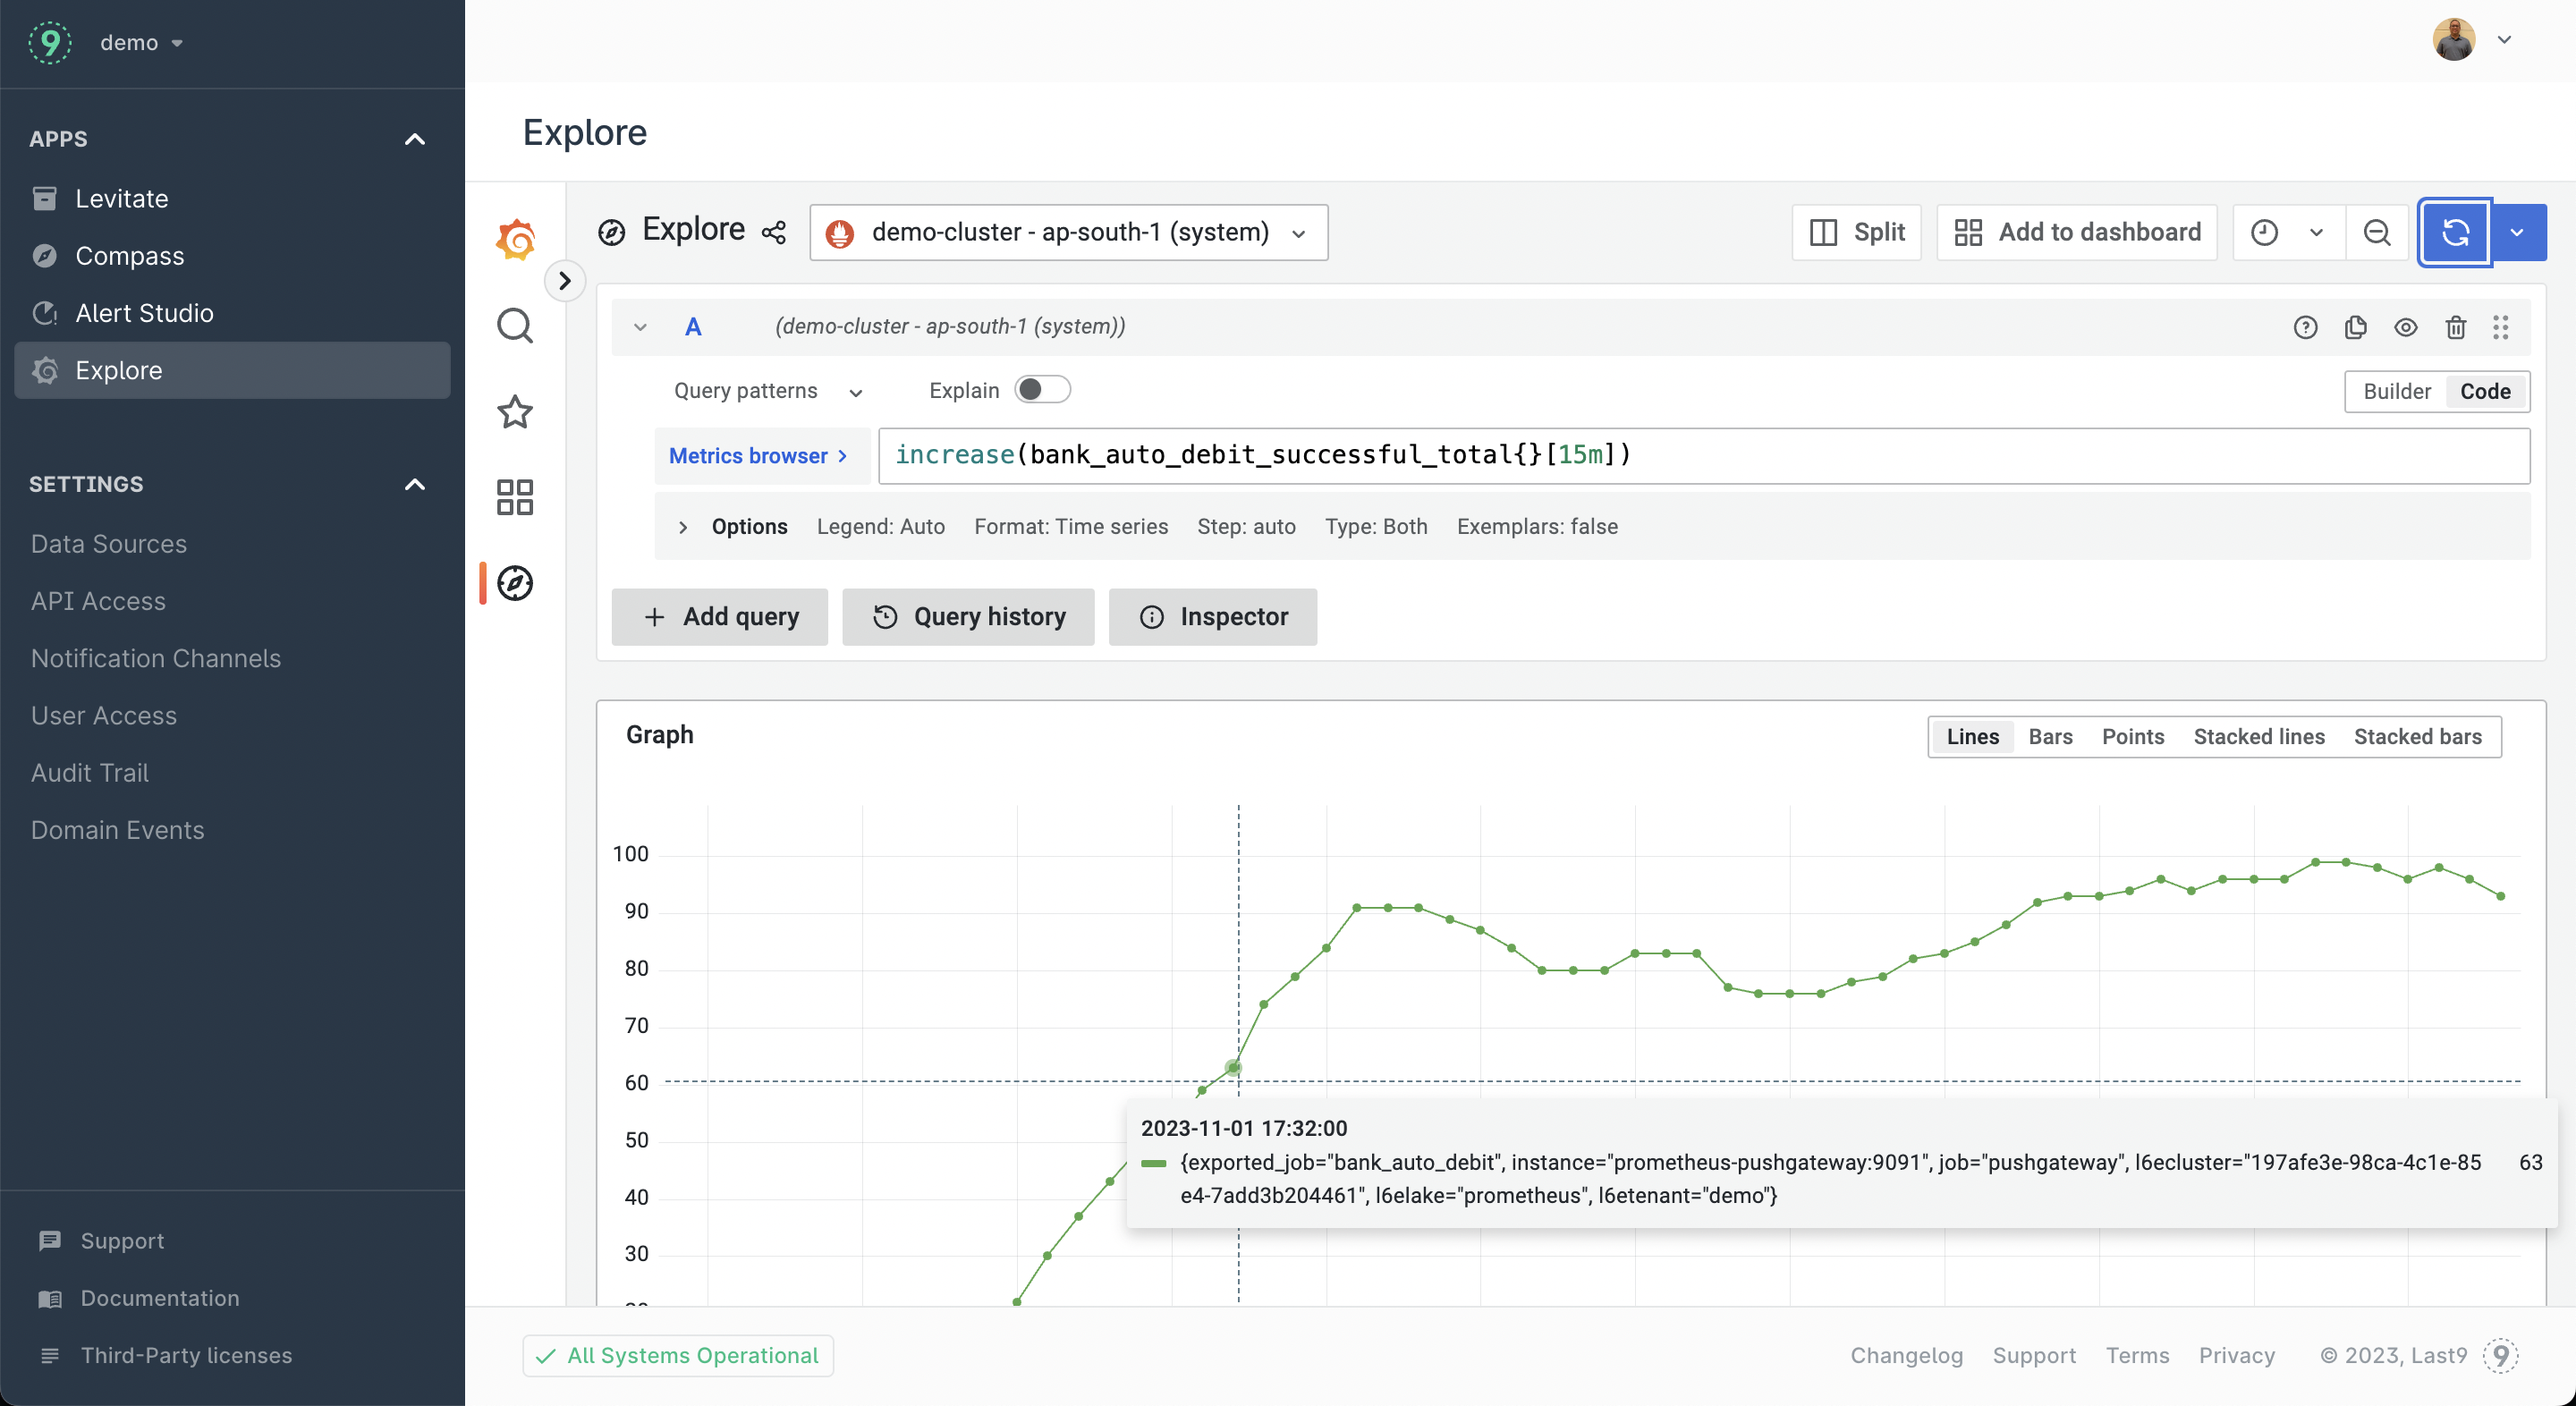 9 demo
APPS
Levitate
Compass
Alert Studio
Explore
SETTINGS
Data Sources
API Access
Notification Channels
User Access
Audit Trail
Domain Events
Support
Documentation
Third-Party licenses
Explore
Explore demo-cluster - ap-south-1 (system) Split Add to dashboard
A (demo-cluster - ap-south-1 (system))
Query patterns Explain Builder Code
Metrics browser > increase(bank_auto_debit_successful_total{}[15m])
Options Legend: Auto Format: Time series Step: auto Type: Both Exemplars: false
+ Add query Query history Inspector
Graph Lines Bars Points Stacked lines Stacked bars
100
90
80
70
60
50
40
30
2023-11-01 17:32:00
{exported_job="bank_auto_debit", instance="prometheus-pushgateway:9091", job="pushgateway", l6ecluster="197afe3e-98ca-4c1e-85 63
e4-7add3b204461", l6elake="prometheus", l6etenant="demo"}
All Systems Operational Changelog Support Terms Privacy © 2023, Last9 9